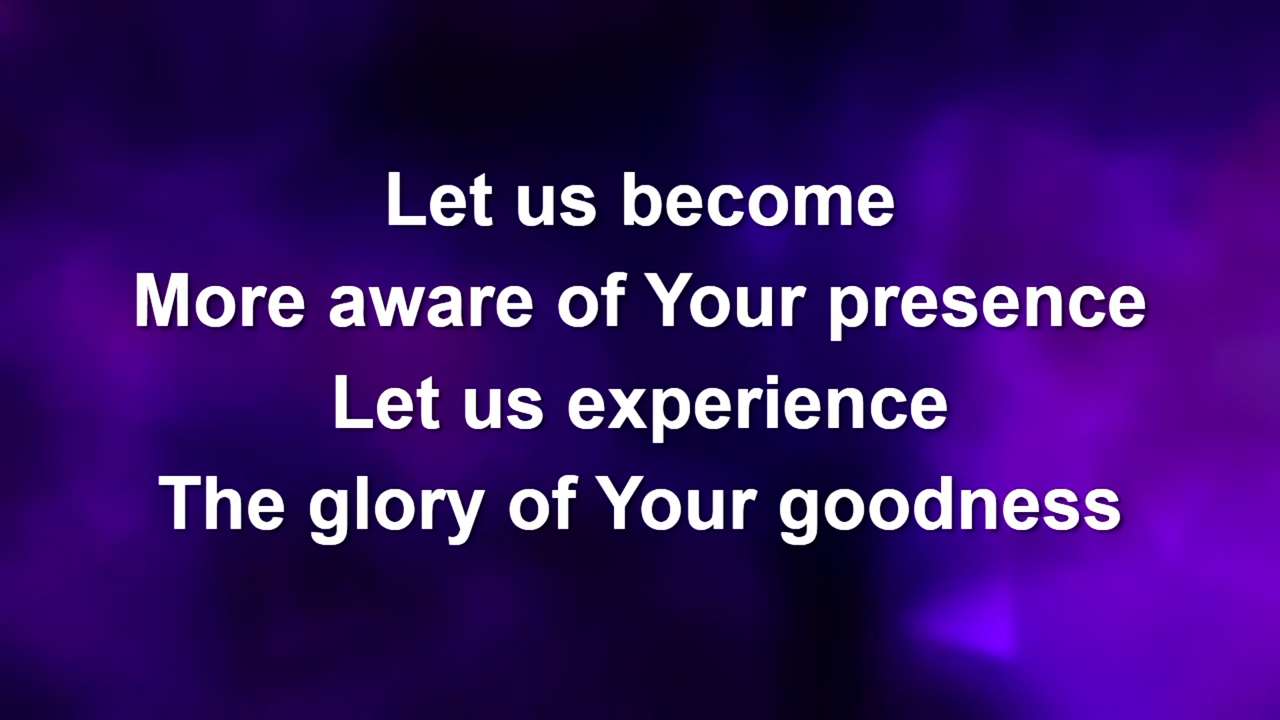 Let us become
More aware of Your presence
Let us experience
The glory of Your goodness